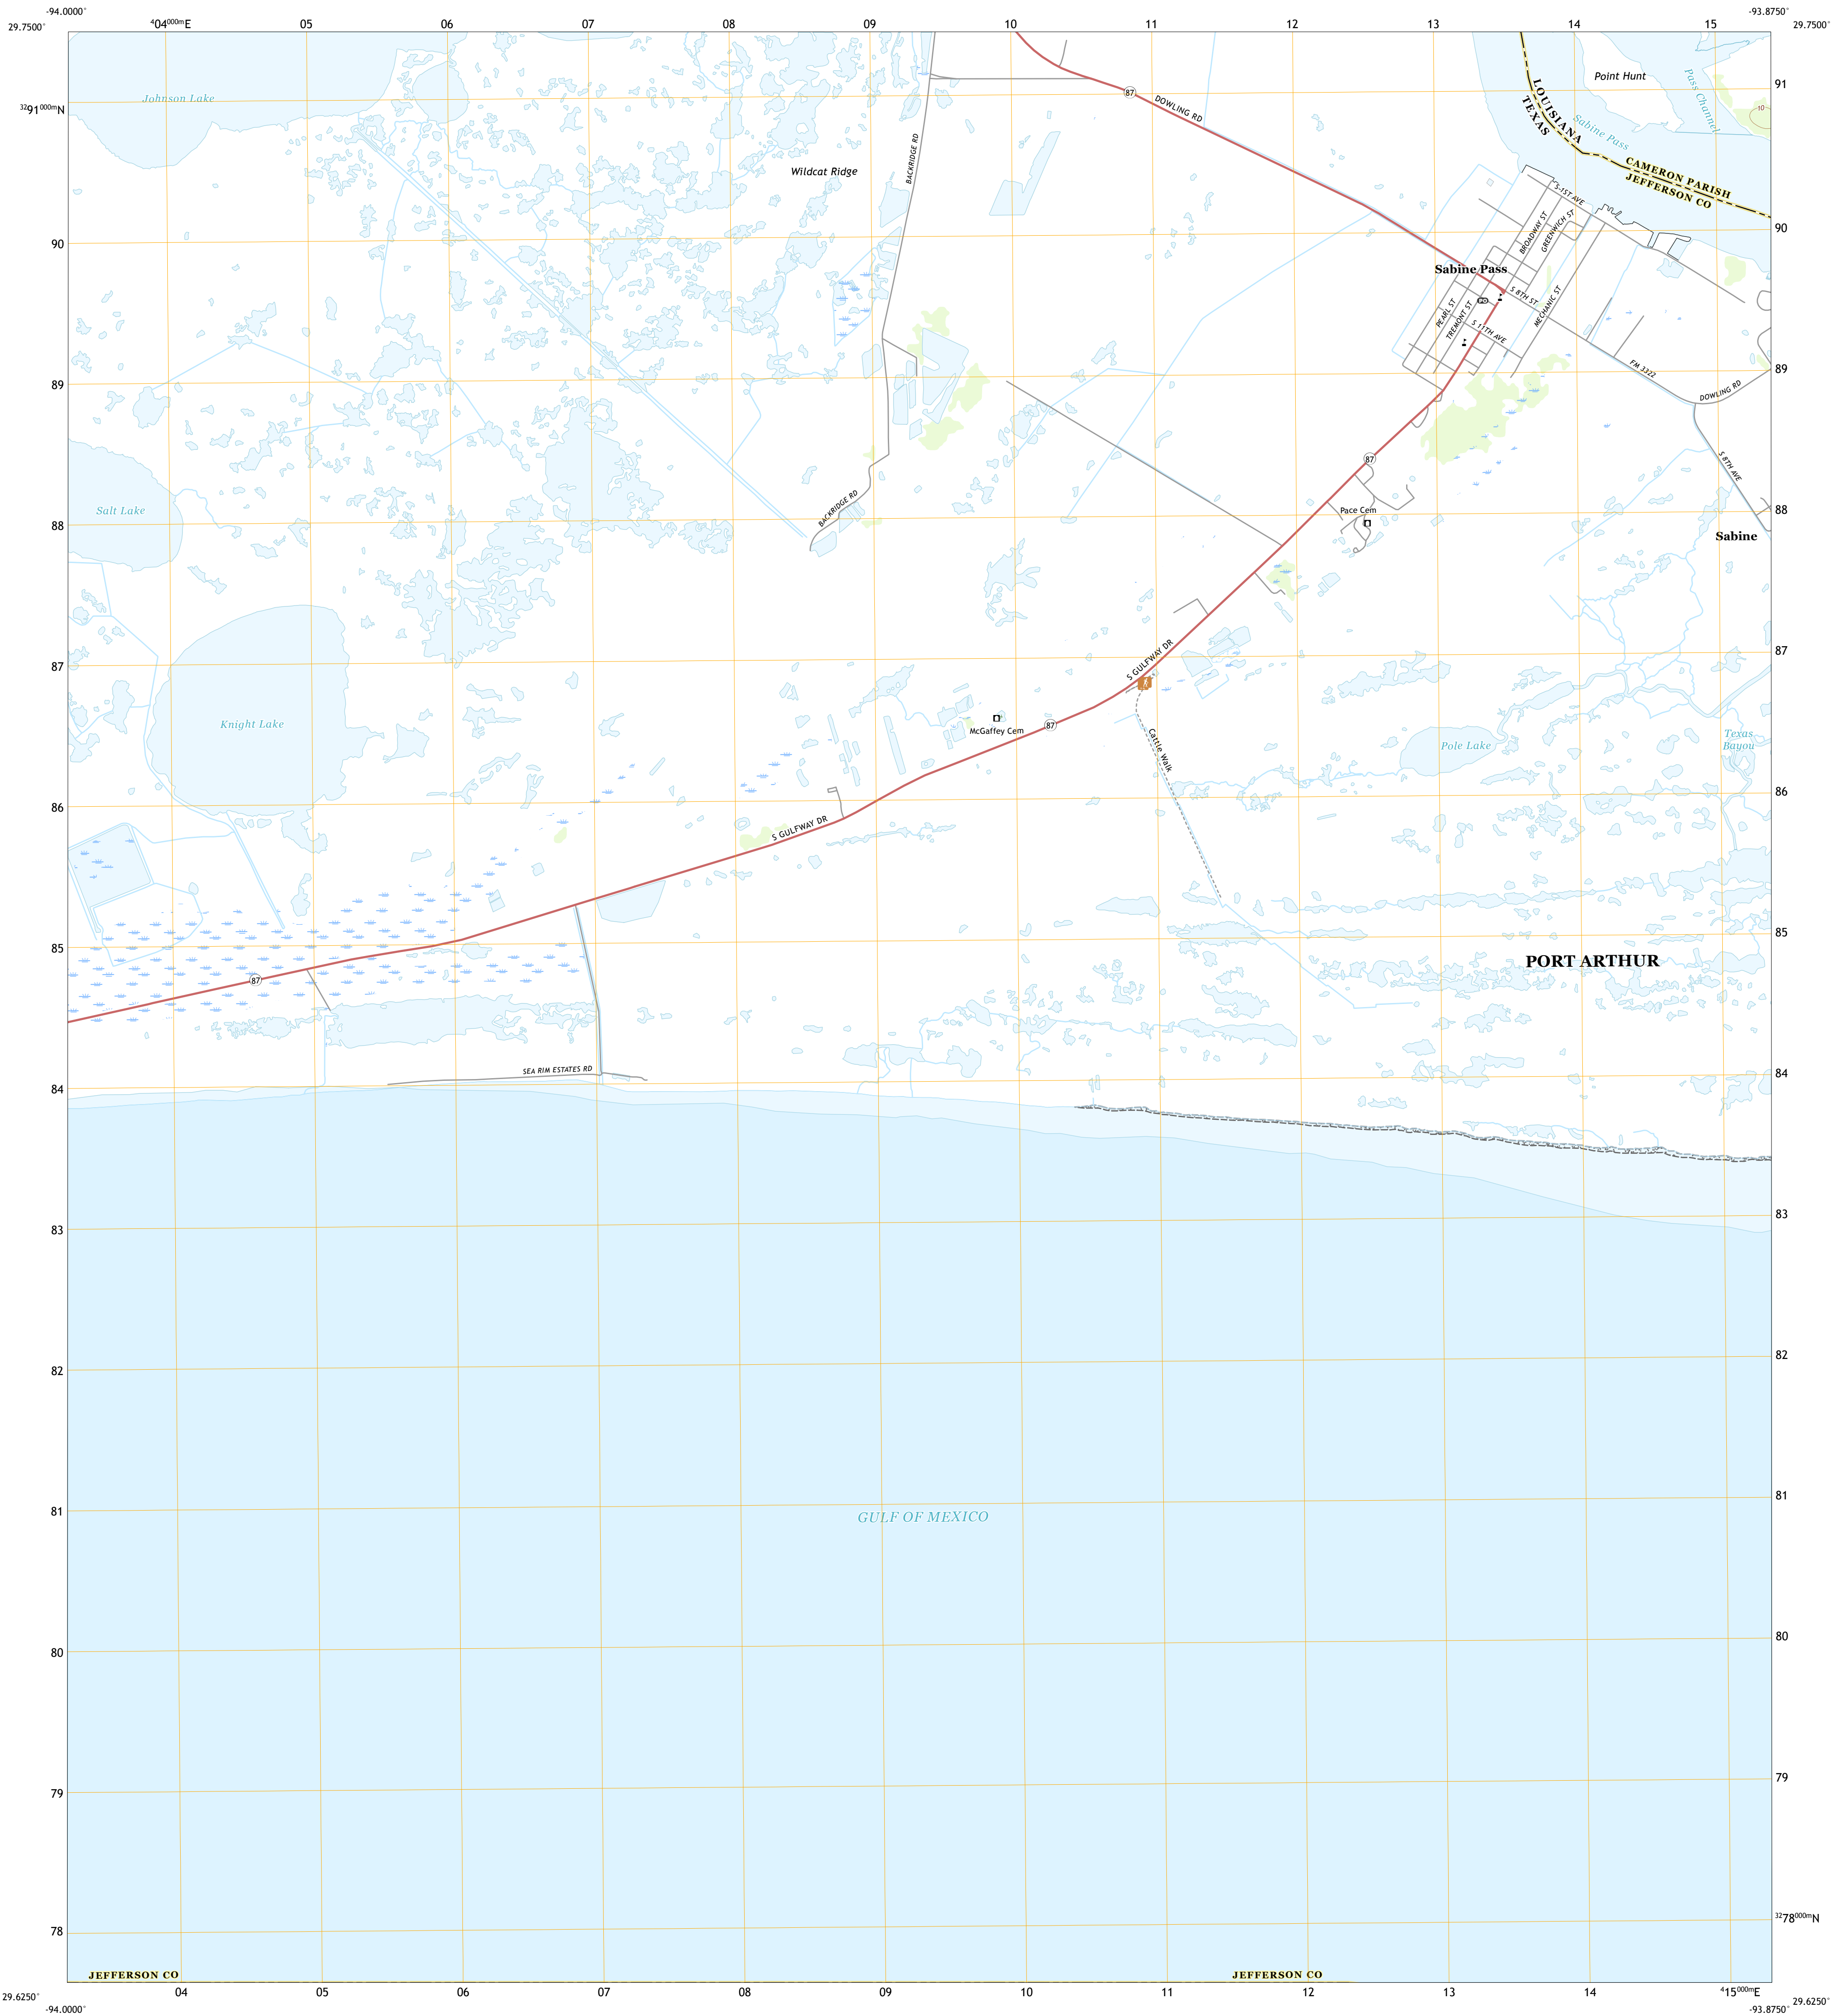 -94.0000°
-93.8750°
29.7500°
⁴04⁰⁰⁰ᵐE
05
06
07
08
09
10
11
12
13
14
15
29.7500°
Johnson Lake
Point Hunt
Pass Channel
³²91⁰⁰⁰ᵐN
91
87
DOWLING RD
LOUISIANA
TEXAS
10
Sabine Pass
BACKRIDGE RD
Wildcat Ridge
CAMERON PARISH
JEFFERSON CO
S 1ST AVE
BROADWAY ST
GREENWICH ST
90
90
Sabine Pass
S 8TH ST
PEARL ST
TREMONT ST
MECHANIC ST
S 11TH AVE
89
89
FM 3322
DOWLING RD
87
S 8TH AVE
BACKRIDGE RD
Salt Lake
Pace Cem
88
88
Sabine
87
87
S GULFWAY DR
Knight Lake
McGaffey Cem
87
Cattle Walk
Pole Lake
Texas
Bayou
86
86
S GULFWAY DR
85
85
PORT ARTHUR
87
SEA RIM ESTATES RD
84
84
83
83
82
82
81
81
GULF OF MEXICO
80
80
79
79
78
³²78⁰⁰⁰ᵐN
JEFFERSON CO
JEFFERSON CO
29.6250°
04
05
06
07
08
09
10
11
12
13
14
⁴15⁰⁰⁰ᵐE
29.6250°
-94.0000°
-93.8750°